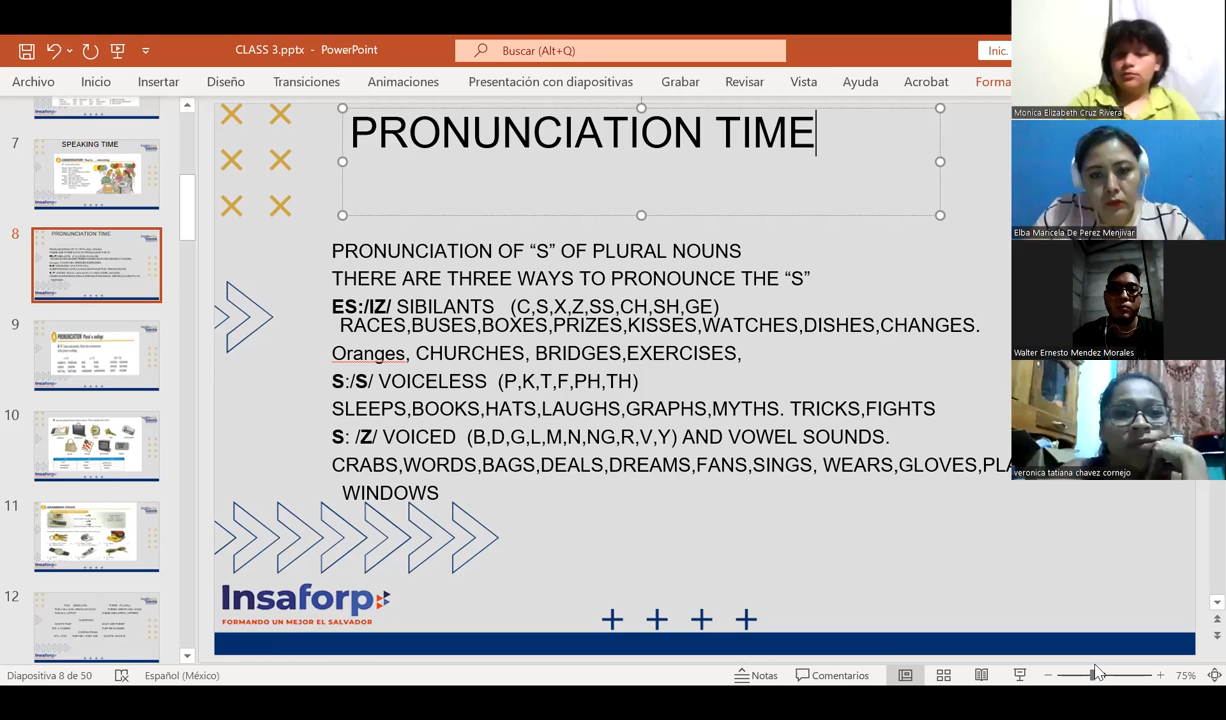 CLASS 3.pptx - PowerPoint
Buscar (Alt+Q)
Inic.
Archivo Inicio Insertar Diseño Transiciones Animaciones Presentación con diapositivas Grabar Revisar Vista Ayuda Acrobat Forma
7
SPEAKING TIME
8
PRONUNCIATION TIME
9
10
11
12
PRONUNCIATION TIME
PRONUNCIATION OF “S” OF PLURAL NOUNS
THERE ARE THREE WAYS TO PRONOUNCE THE “S”
ES:/IZ/ SIBILANTS (C,S,X,Z,SS,CH,SH,GE)
RACES,BUSES,BOXES,PRIZES,KISSES,WATCHES,DISHES,CHANGES.
Oranges, CHURCHES, BRIDGES,EXERCISES,
S:/S/ VOICELESS (P,K,T,F,PH,TH)
SLEEPS,BOOKS,HATS,LAUGHS,GRAPHS,MYTHS. TRICKS,FIGHTS
S: /Z/ VOICED (B,D,G,L,M,N,NG,R,V,Y) AND VOWEL SOUNDS.
CRABS,WORDS,BAGS,DEALS,DREAMS,FANS,SINGS, WEARS,GLOVES,PLA
WINDOWS
Insaforp
FORMANDO UN MEJOR EL SALVADOR
Monica Elizabeth Cruz Rivera
Elba Maricela De Perez Menjivar
Walter Ernesto Mendez Morales
veronica tatiana chavez cornejo
Diapositiva 8 de 50 Español (México) Notas Comentarios 75%